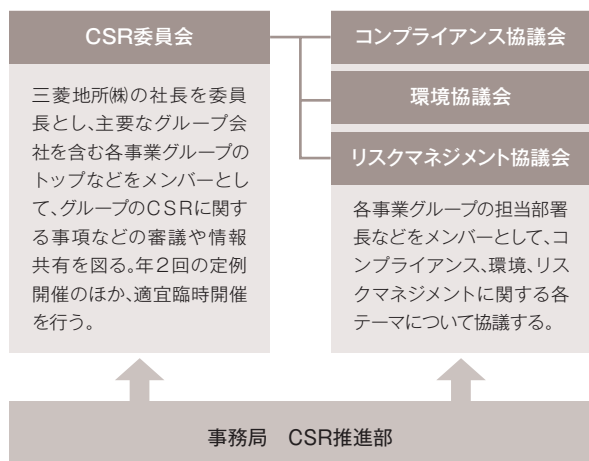 CSR委員会
三菱地所㈱の社長を委員
長とし、主要なグループ会
社を含む各事業グループの
トップなどをメンバーとし
て、グループのCSRに関す
る事項などの審議や情報
共有を図る。年2回の定例
開催のほか、適宜臨時開催
を行う。
コンプライアンス協議会
環境協議会
リスクマネジメント協議会
各事業グループの担当部署
長などをメンバーとして、コ
ンプライアンス、環境、リス
クマネジメントに関する各
テーマについて協議する。
事務局　CSR推進部